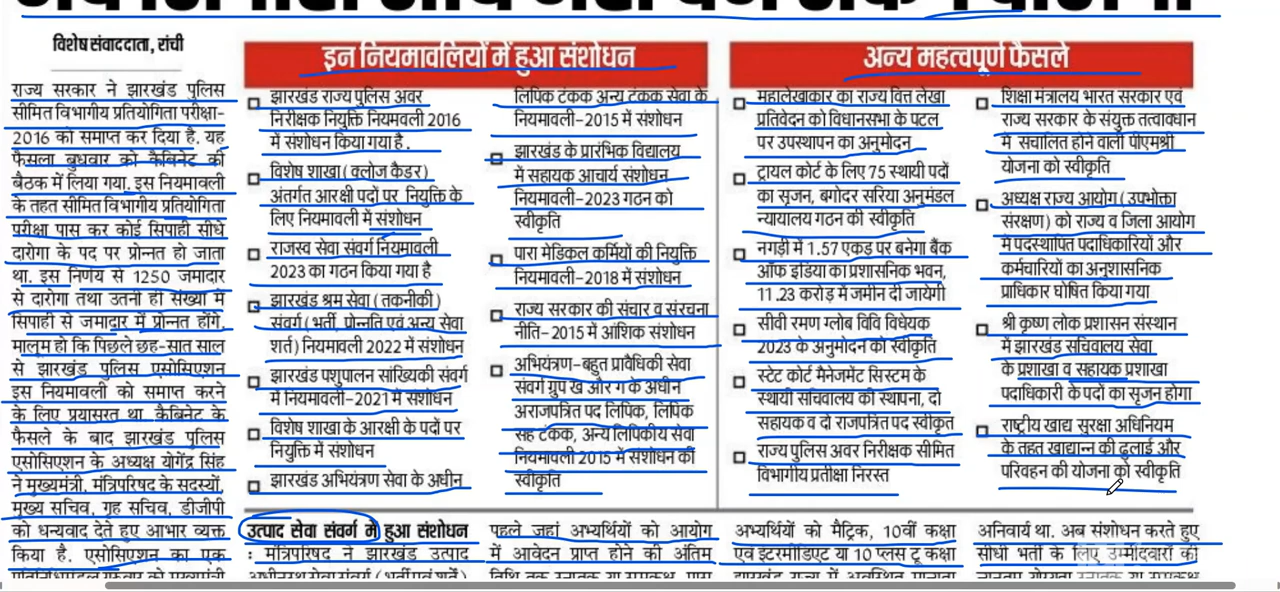 विशेष संवाददाता, रांची
राज्य सरकार ने झारखंड पुलिस
सीमित विभागीय प्रतियोगिता परीक्षा-
2016 को समाप्त कर दिया है. यह
फैसला बुधवार को कैबिनेट की
बैठक में लिया गया. इस नियमावली
के तहत सीमित विभागीय प्रतियोगिता
परीक्षा पास कर कोई सिपाही सीधे
दारोगा के पद पर प्रोन्नत हो जाता
था. इस निर्णय से 1250 जमादार
से दारोगा तथा उतनी ही संख्या में
सिपाही से जमादार में प्रोन्नत होंगे.
मालूम हो कि पिछले छह-सात साल
से झारखंड पुलिस एसोसिएशन
इस नियमावली को समाप्त करने
के लिए प्रयासरत था. कैबिनेट के
फैसले के बाद झारखंड पुलिस
एसोसिएशन के अध्यक्ष योगेंद्र सिंह
ने मुख्यमंत्री, मंत्रिपरिषद के सदस्यों,
मुख्य सचिव, गृह सचिव, डीजीपी
को धन्यवाद देते हुए आभार व्यक्त
किया है. एसोसिएशन का एक
इन नियमावलियों में हुआ संशोधन
झारखंड राज्य पुलिस अवर
निरीक्षक नियुक्ति नियमवली 2016
में संशोधन किया गया है.
विशेष शाखा (क्लोज कैडर)
अंतर्गत आरक्षी पदों पर नियुक्ति के
लिए नियमावली में संशोधन
राजस्व सेवा संवर्ग नियमावली
2023 का गठन किया गया है
झारखंड श्रम सेवा (तकनीकी)
संवर्ग (भर्ती, प्रोन्नति एवं अन्य सेवा
शर्त) नियमावली 2022 में संशोधन
झारखंड पशुपालन सांख्यिकी संवर्ग
में नियमावली-2021 में संशोधन
विशेष शाखा के आरक्षी के पदों पर
नियुक्ति में संशोधन
झारखंड अभियंत्रण सेवा के अधीन
लिपिक टंकक अन्य टंकक सेवा के
नियमावली-2015 में संशोधन
झारखंड के प्रारंभिक विद्यालय
में सहायक आचार्य संशोधन
नियमावली-2023 गठन को
स्वीकृति
पारा मेडिकल कर्मियों की नियुक्ति
नियमावली-2018 में संशोधन
राज्य सरकार की संचार व संरचना
नीति-2015 में आंशिक संशोधन
अभियंत्रण-बहुत प्रावैधिकी सेवा
संवर्ग ग्रुप ख और ग के अधीन
अराजपत्रित पद लिपिक, लिपिक
सह टंकक, अन्य लिपिकीय सेवा
नियमावली 2015 में संशोधन की
स्वीकृति
अन्य महत्वपूर्ण फैसले
महालेखाकार का राज्य वित्त लेखा
प्रतिवेदन को विधानसभा के पटल
पर उपस्थापन का अनुमोदन
ट्रायल कोर्ट के लिए 75 स्थायी पदों
का सृजन, बगोदर सरिया अनुमंडल
न्यायालय गठन की स्वीकृति
नगड़ी में 1.57 एकड़ पर बनेगा बैंक
ऑफ इंडिया का प्रशासनिक भवन,
11.23 करोड़ में जमीन दी जायेगी
सीवी रमण ग्लोब विवि विधेयक
2023 के अनुमोदन को स्वीकृति
स्टेट कोर्ट मैनेजमेंट सिस्टम के
स्थायी सचिवालय की स्थापना, दो
सहायक व दो राजपत्रित पद स्वीकृत
राज्य पुलिस अवर निरीक्षक सीमित
विभागीय प्रतीक्षा निरस्त
शिक्षा मंत्रालय भारत सरकार एवं
राज्य सरकार के संयुक्त तत्वावधान
में संचालित होने वाली पीएमश्री
योजना को स्वीकृति
अध्यक्ष राज्य आयोग (उपभोक्ता
संरक्षण) को राज्य व जिला आयोग
में पदस्थापित पदाधिकारियों और
कर्मचारियों का अनुशासनिक
प्राधिकार घोषित किया गया
श्री कृष्ण लोक प्रशासन संस्थान
में झारखंड सचिवालय सेवा
के प्रशाखा व सहायक प्रशाखा
पदाधिकारी के पदों का सृजन होगा
राष्ट्रीय खाद्य सुरक्षा अधिनियम
के तहत खाद्यान्न की ढुलाई और
परिवहन की योजना को स्वीकृति
उत्पाद सेवा संवर्ग में हुआ संशोधन
: मंत्रिपरिषद ने झारखंड उत्पाद
पहले जहां अभ्यर्थियों को आयोग
में आवेदन प्राप्त होने की अंतिम
अभ्यर्थियों को मैट्रिक, 10वीं कक्षा
एवं इंटरमीडिएट या 10 प्लस टू कक्षा
अनिवार्य था. अब संशोधन करते हुए
सीधी भर्ती के लिए उम्मीदवारों की